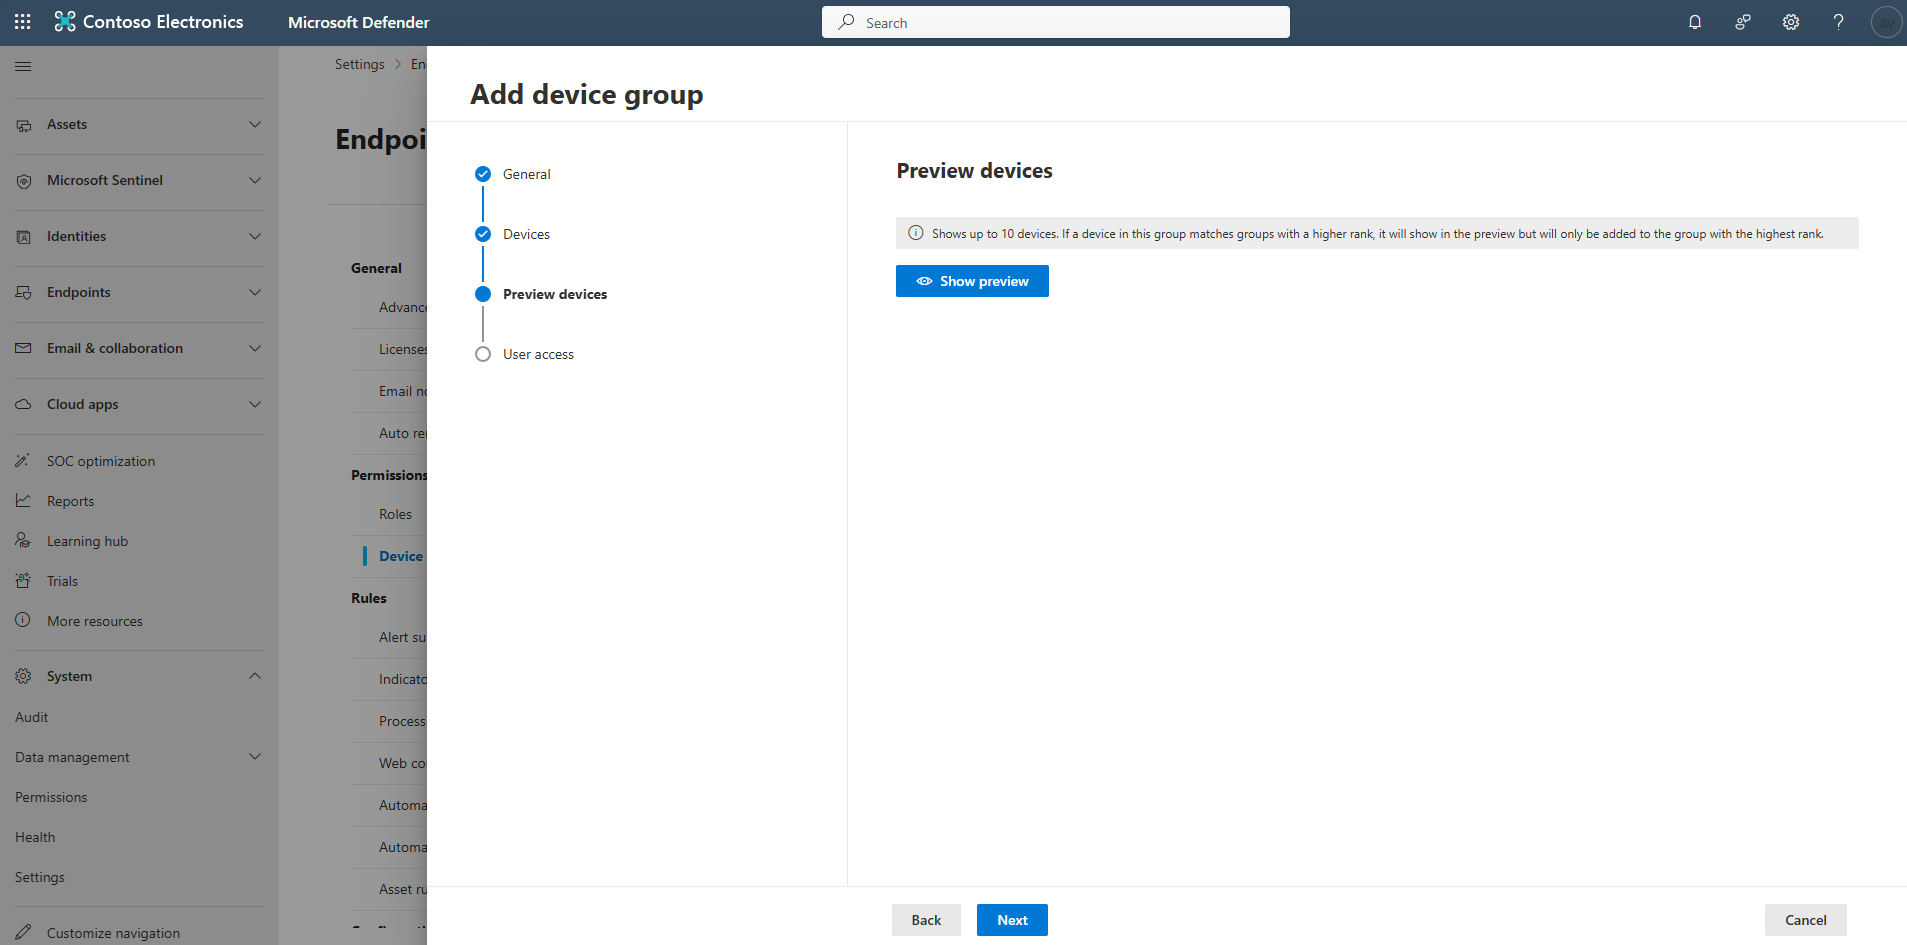 Contoso Electronics
Microsoft Defender
Search
AV
Assets
Microsoft Sentinel
Identities
Endpoints
Email & collaboration
Cloud apps
SOC optimization
Reports
Learning hub
Trials
More resources
System
Audit
Data management
Permissions
Health
Settings
Customize navigation
Settings > En
Endpoi
General
Advance
Licenses
Email no
Auto re
Permissions
Roles
Device
Rules
Alert su
Indicato
Process
Web co
Automa
Automa
Asset ru
Add device group
General
Devices
Preview devices
User access
Preview devices
Shows up to 10 devices. If a device in this group matches groups with a higher rank, it will show in the preview but will only be added to the group with the highest rank.
Show preview
Back
Next
Cancel